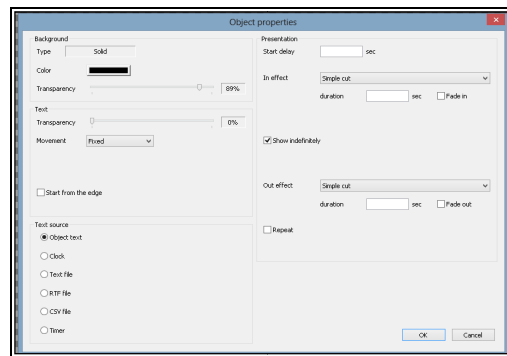 Object properties
Background
Type Solid
Color
Transparency 89%
Text
Transparency 0%
Movement Fixed
Start from the edge
Text source
Object text
Clock
Text file
RTF file
CSV file
Timer
Presentation
Start delay sec
In effect Simple cut
duration sec Fade in
Show indefinitely
Out effect Simple cut
duration sec Fade out
Repeat
OK Cancel